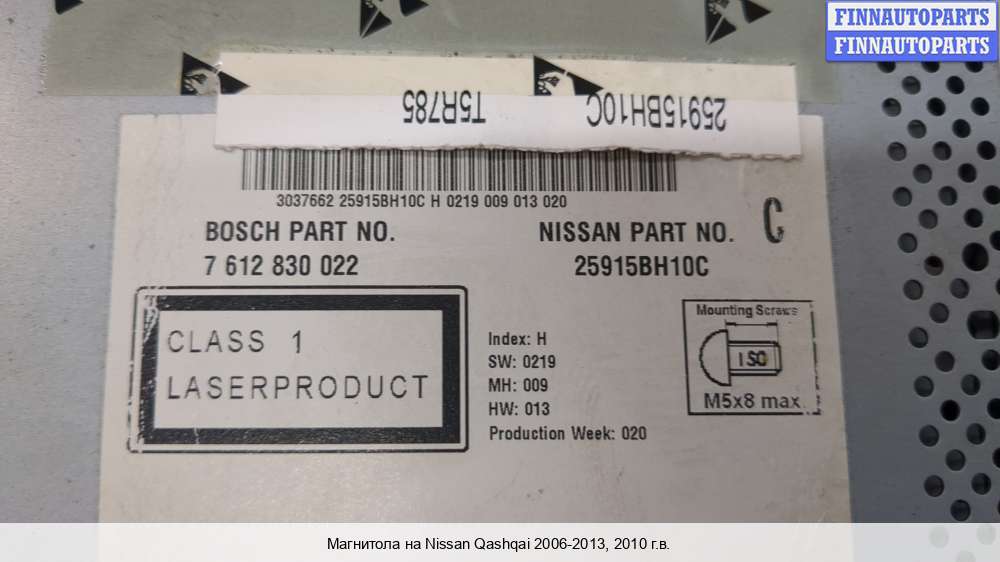 FINNAUTOPARTS
FINNAUTOPARTS
25915BH10C T5R785
3037662 25915BH10C H 0219 009 013 020
BOSCH PART NO.
7 612 830 022
NISSAN PART NO. C
25915BH10C
CLASS 1
LASERPRODUCT
Index: H
SW: 0219
MH: 009
HW: 013
Production Week: 020
Mounting Screws
ISO
M5x8 max
Магнитола на Nissan Qashqai 2006-2013, 2010 г.в.